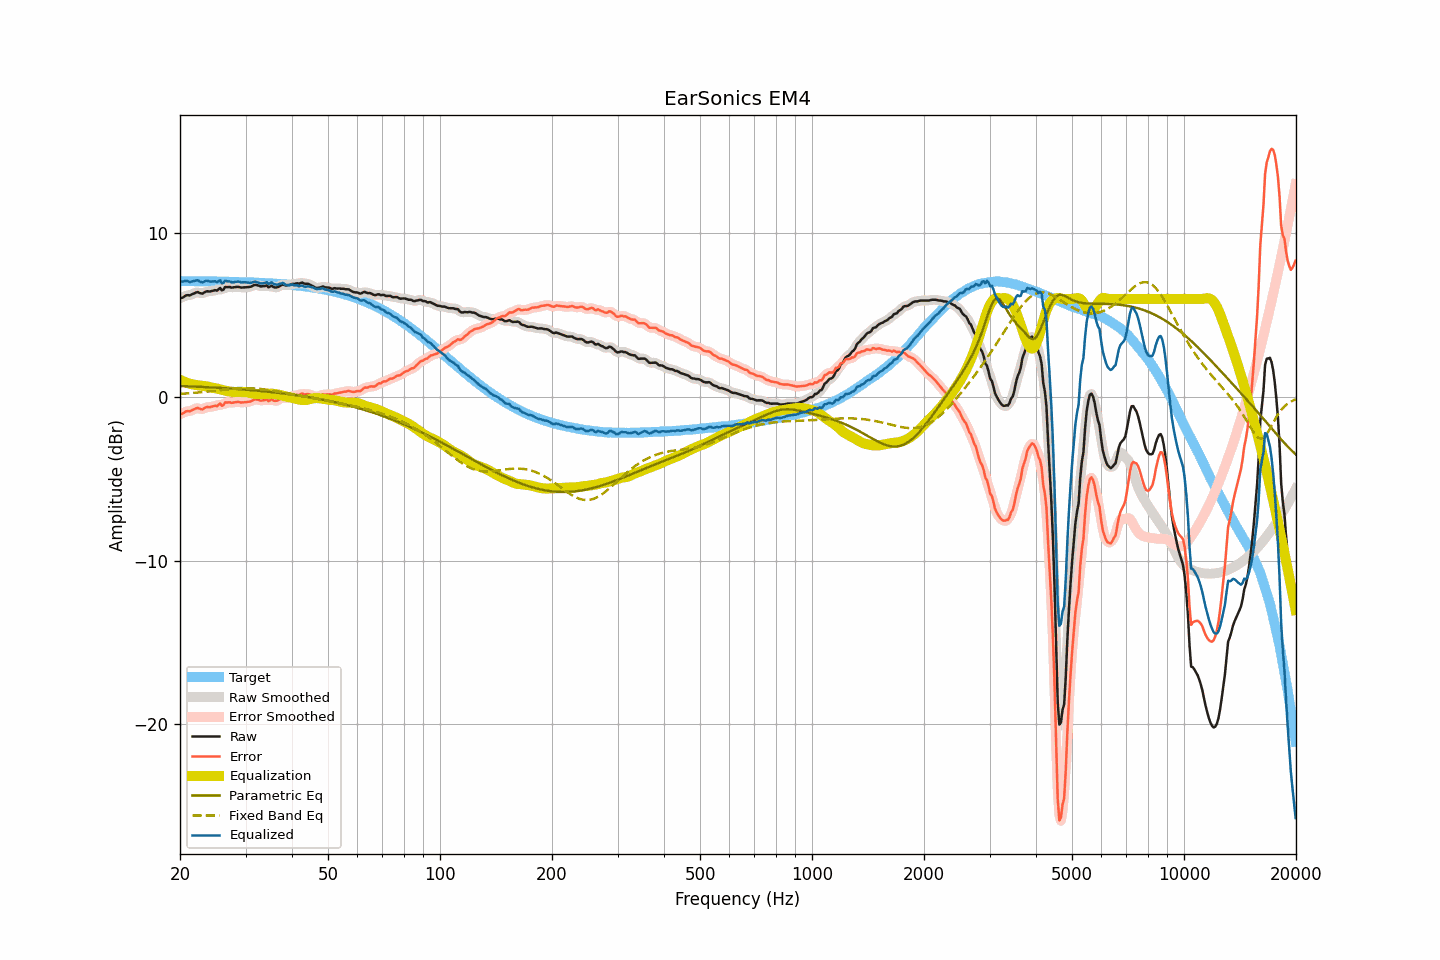 EarSonics EM4
Amplitude (dBr)
10
0
−10
−20
Target
Raw Smoothed
Error Smoothed
Raw
Error
Equalization
Parametric Eq
Fixed Band Eq
Equalized
20 50 100 200 500 1000 2000 5000 10000 20000
Frequency (Hz)